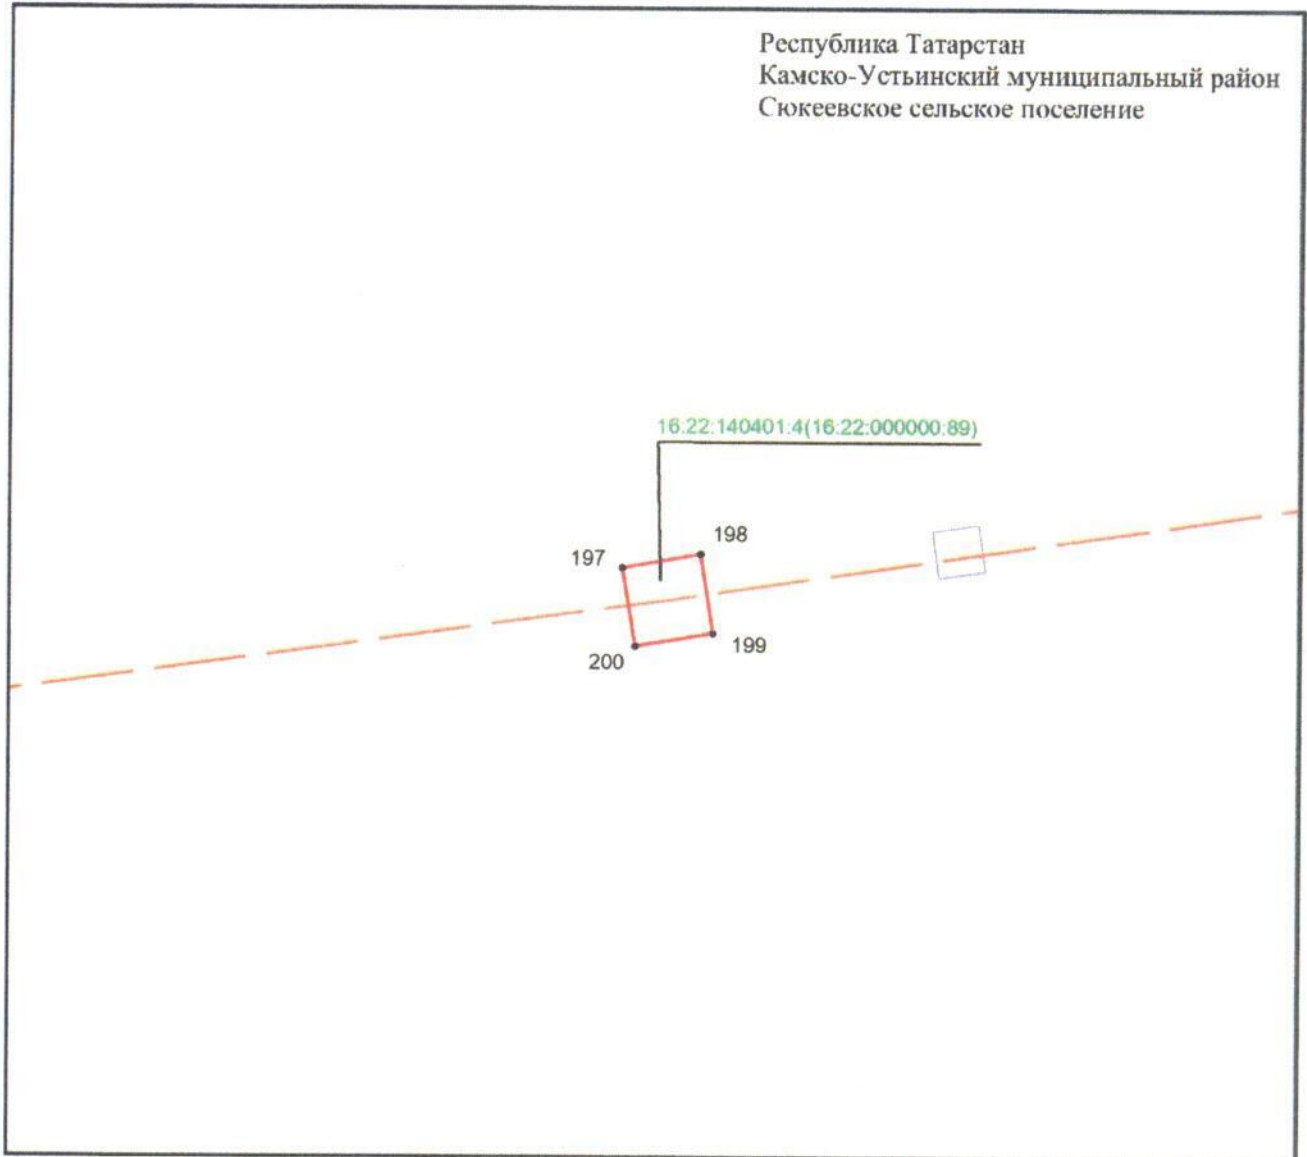 Республика Татарстан
Камско-Устьинский муниципальный район
Сюкеевское сельское поселение
16:22:140401:4(16:22:000000:89)
198
197
199
200